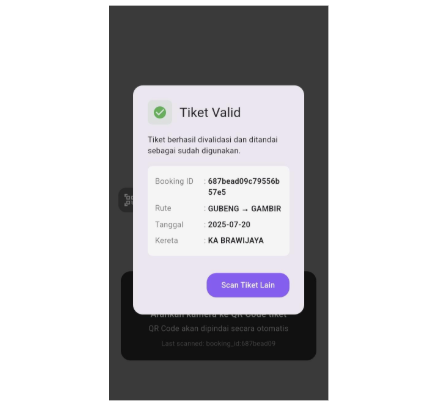 Tiket Valid
Tiket berhasil divalidasi dan ditandai
sebagai sudah digunakan.
Booking ID : 687bead09c79556b
57e5
Rute : GUBENG → GAMBIR
Tanggal : 2025-07-20
Kereta : KA BRAWIJAYA
Scan Tiket Lain
Arahkan kamera ke QR Code tiket
QR Code akan dipindai secara otomatis
Last scanned: booking_id:687bead09